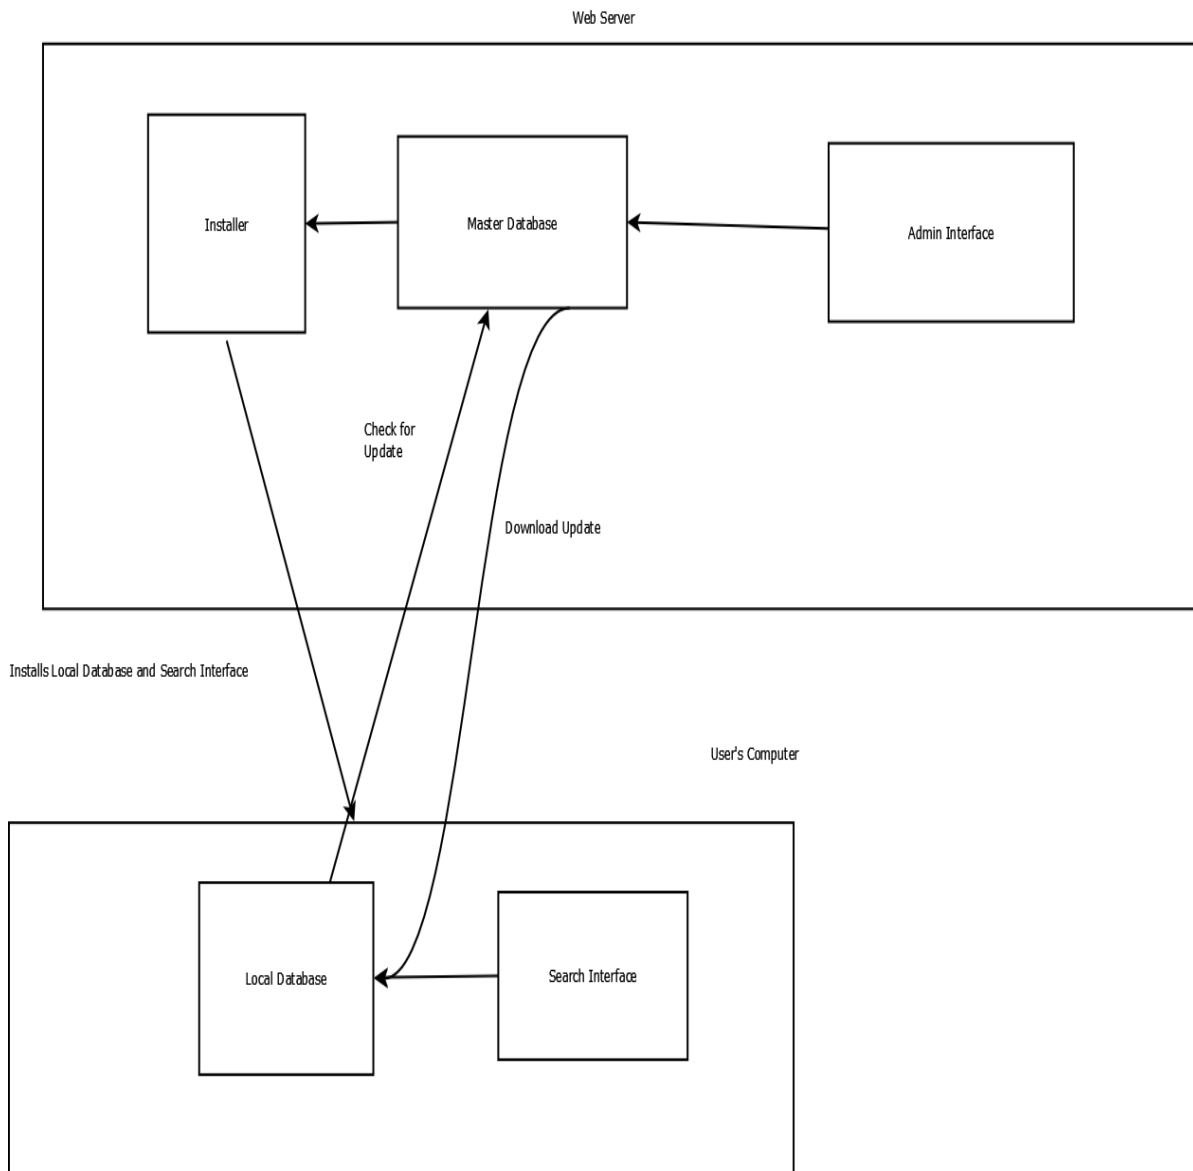 Web Server
Installer
Master Database
Admin Interface
Check for
Update
Download Update
Installs Local Database and Search Interface
User's Computer
Local Database
Search Interface